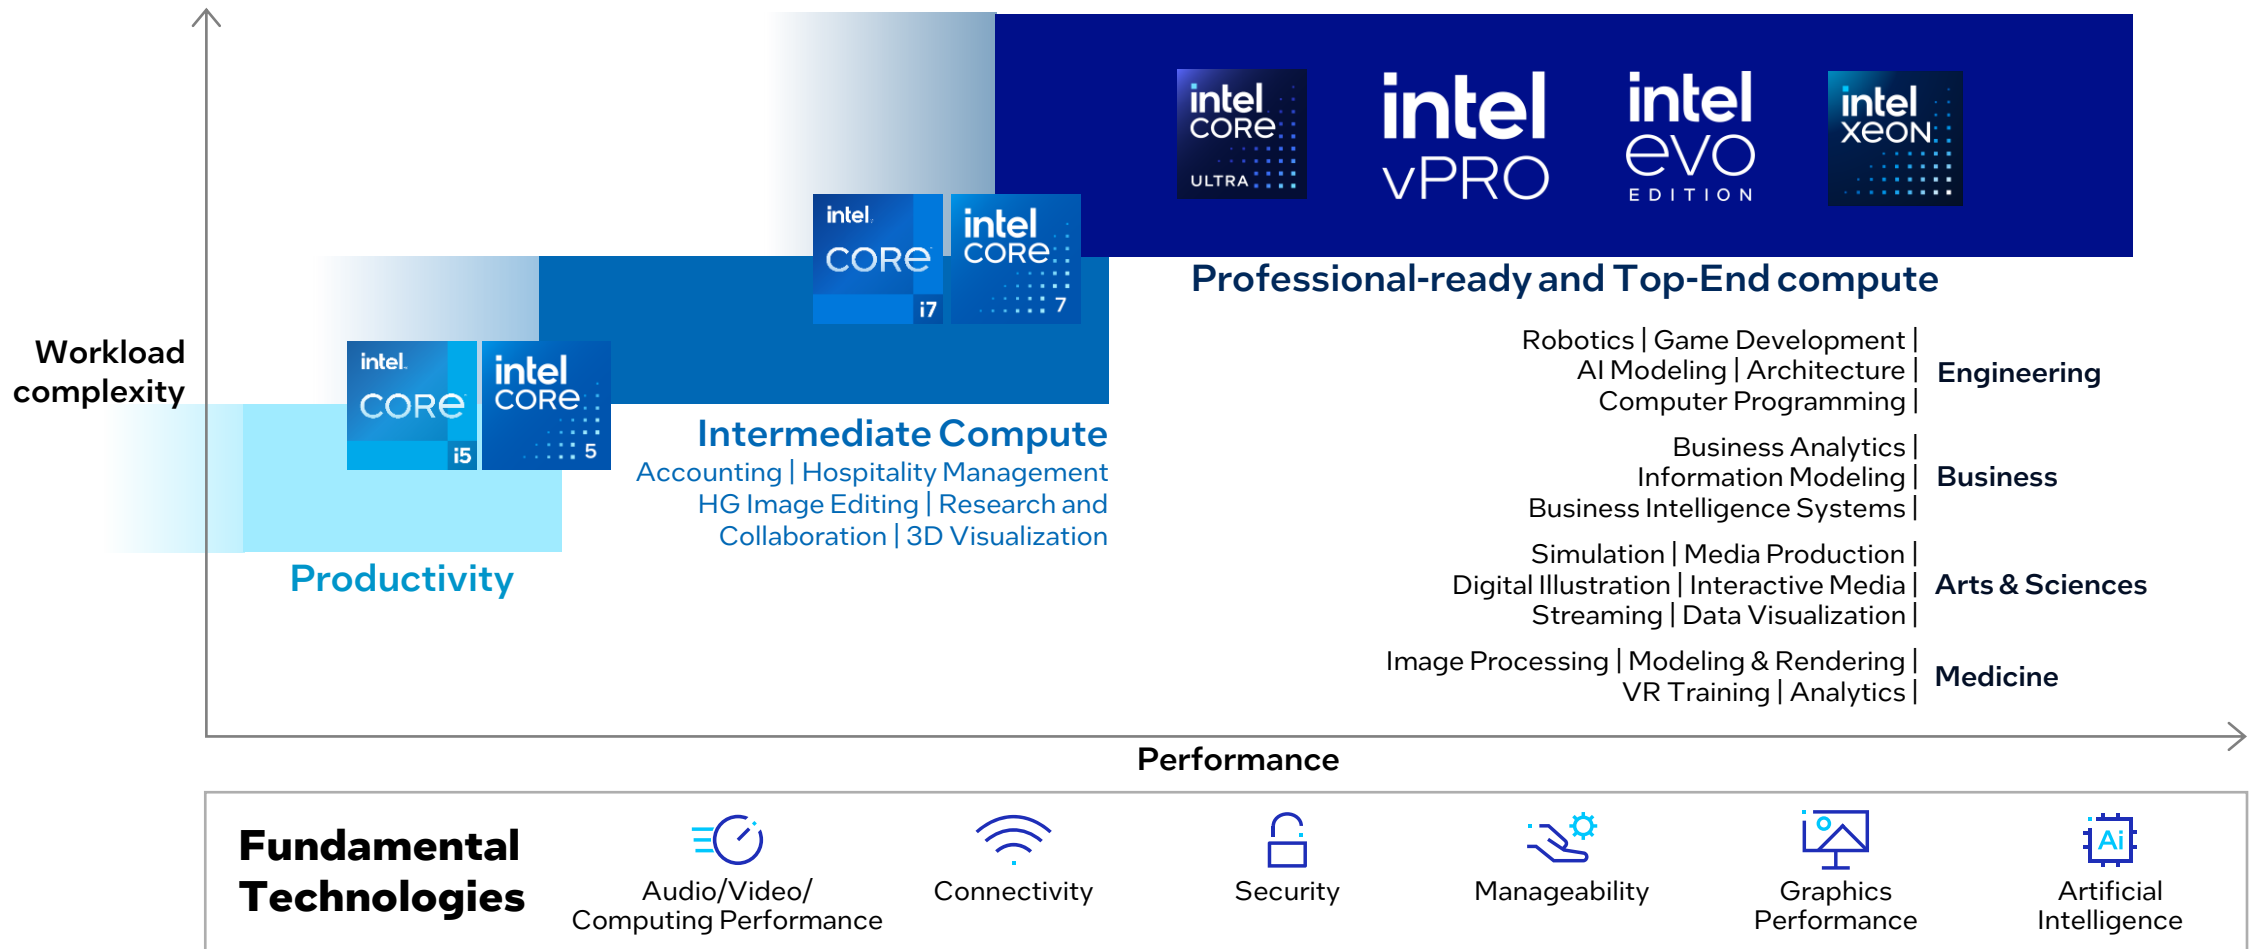 intel
CORE
ULTRA
intel
vPRO
intel
evo
EDITION
intel
xeon
intel.
CORE
i7
intel
CORE
7
Professional-ready and Top-End compute
Robotics | Game Development |
AI Modeling | Architecture |
Computer Programming |
Engineering
Business Analytics |
Information Modeling |
Business Intelligence Systems |
Business
Simulation | Media Production |
Digital Illustration | Interactive Media |
Streaming | Data Visualization |
Arts & Sciences
Image Processing | Modeling & Rendering |
VR Training | Analytics |
Medicine
Workload
complexity
intel.
CORE
i5
intel
CORE
5
Intermediate Compute
Accounting | Hospitality Management
HG Image Editing | Research and
Collaboration | 3D Visualization
Productivity
Performance
Fundamental
Technologies
Audio/Video/
Computing Performance
Connectivity
Security
Manageability
Graphics
Performance
Ai
Artificial
Intelligence